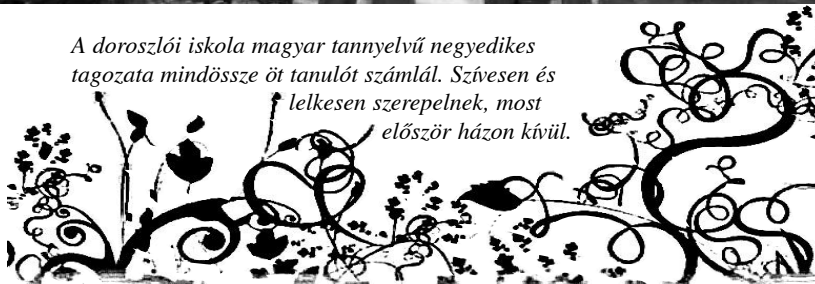 A doroszlói iskola magyar tannyelvű negyedikes
tagozata mindössze öt tanulót számlál. Szívesen és
lelkesen szerepelnek, most
először házon kívül.